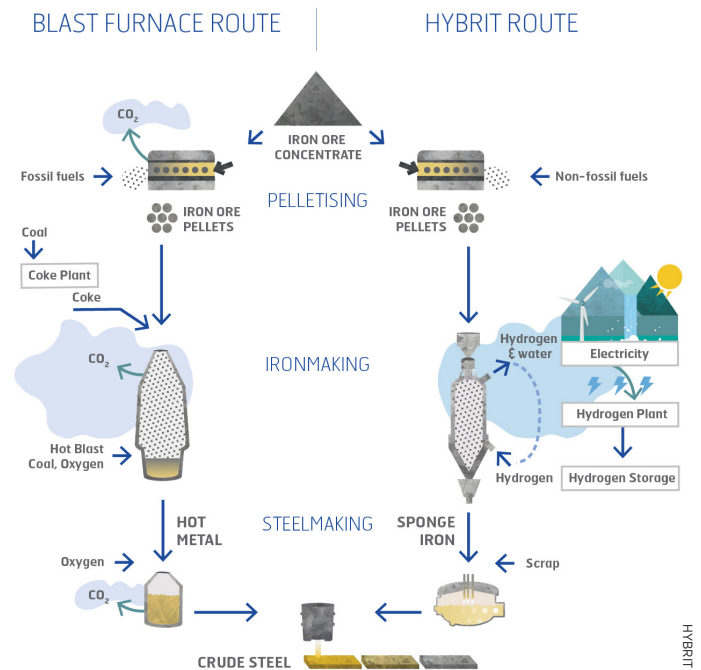 BLAST FURNACE ROUTE
HYBRIT ROUTE
CO2
IRON ORE
CONCENTRATE
Fossil fuels
Non-fossil fuels
PELLETISING
IRON ORE
PELLETS
IRON ORE
PELLETS
Coal
Coke Plant
Coke
CO2
IRONMAKING
Hydrogen
& water
Electricity
Hydrogen Plant
Hot Blast
Coal, Oxygen
Hydrogen
Hydrogen Storage
HOT
METAL
STEELMAKING
SPONGE
IRON
Oxygen
Scrap
CO2
CRUDE STEEL
HYBRIT